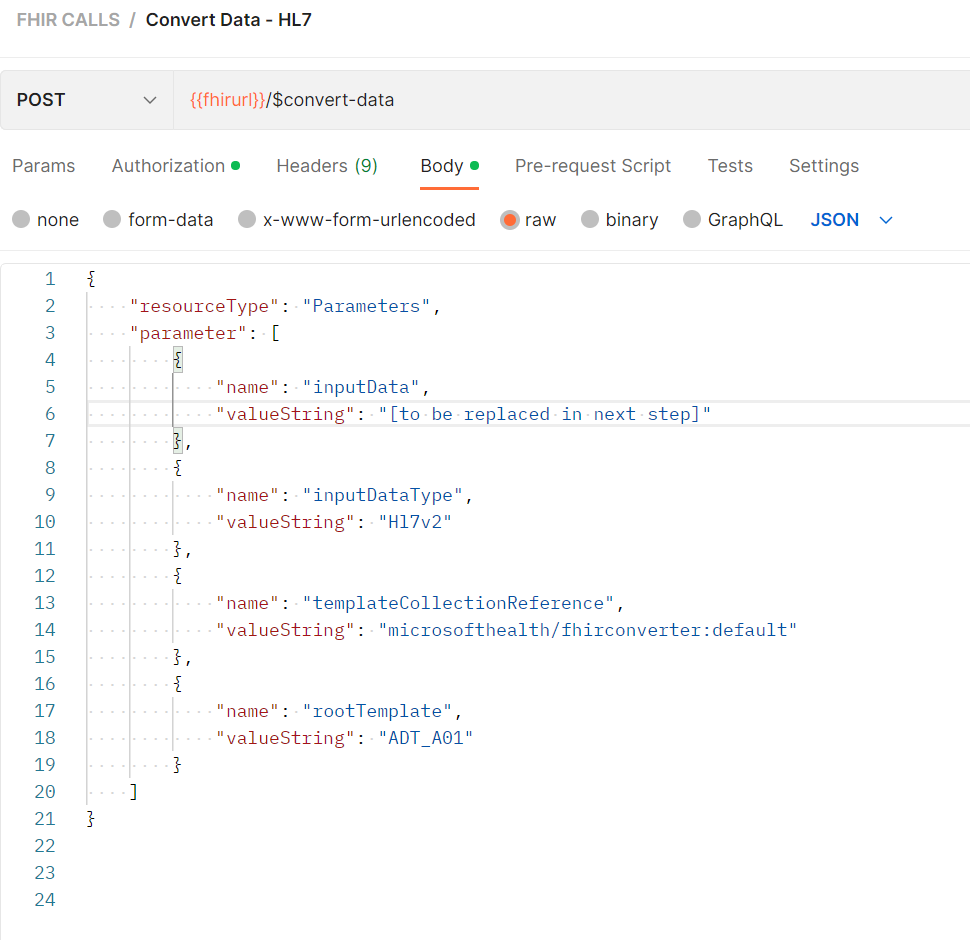 FHIR CALLS / Convert Data - HL7
POST {{fhirurl}}/$convert-data
Params Authorization Headers (9) Body Pre-request Script Tests Settings
none form-data x-www-form-urlencoded raw binary GraphQL JSON
1 {
2 "resourceType": "Parameters",
3 "parameter": [
4 {
5 "name": "inputData",
6 "valueString": "[to be replaced in next step]"
7 },
8 {
9 "name": "inputDataType",
10 "valueString": "Hl7v2"
11 },
12 {
13 "name": "templateCollectionReference",
14 "valueString": "microsofthealth/fhirconverter:default"
15 },
16 {
17 "name": "rootTemplate",
18 "valueString": "ADT_A01"
19 }
20 ]
21 }
22
23
24